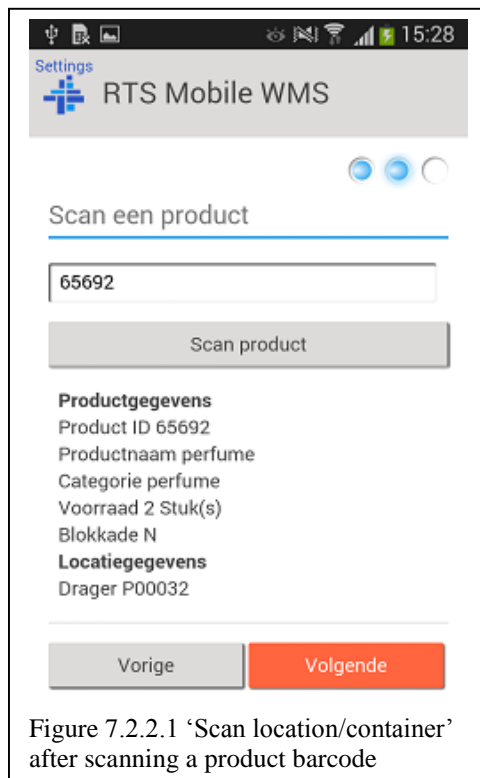 15:28
Settings
RTS Mobile WMS
Scan een product
65692
Scan product
Productgegevens
Product ID 65692
Productnaam perfume
Categorie perfume
Voorraad 2 Stuk(s)
Blokkade N
Locatiegegevens
Drager P00032
Vorige
Volgende
Figure 7.2.2.1 ‘Scan location/container’
after scanning a product barcode